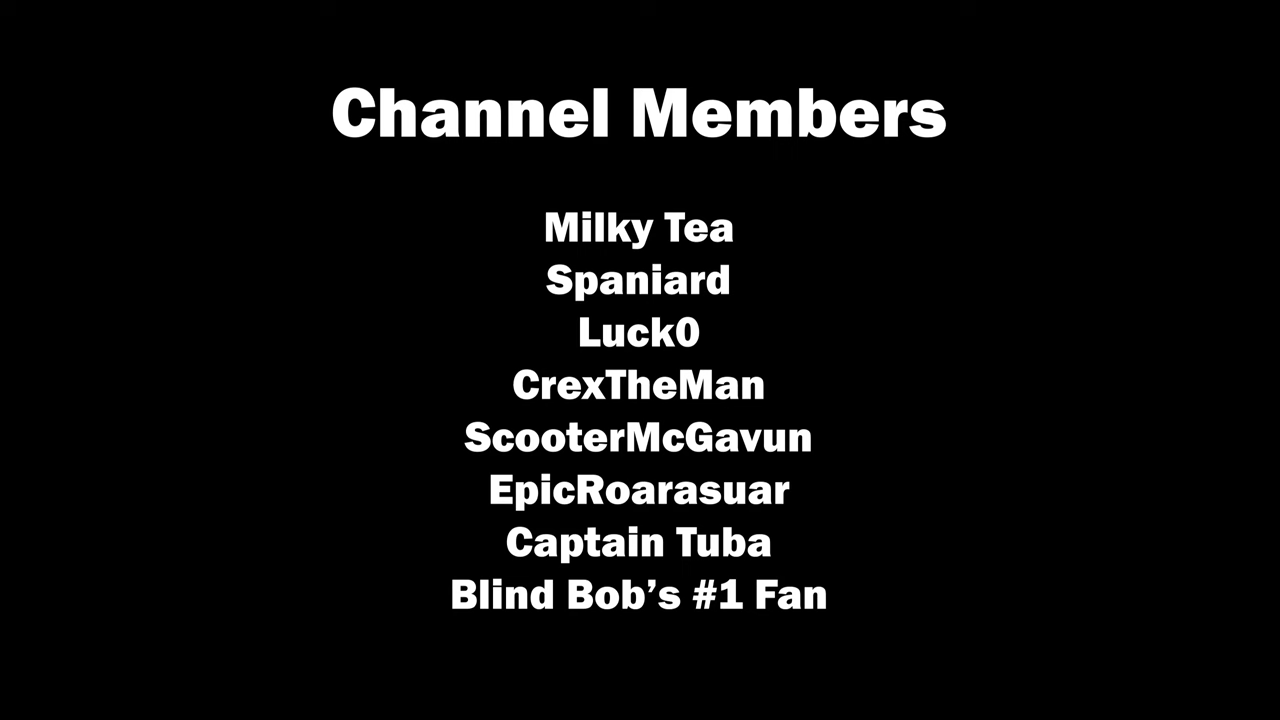 Channel Members
Milky Tea
Spaniard
Luck0
CrexTheMan
ScooterMcGavun
EpicRoarasuar
Captain Tuba
Blind Bob’s #1 Fan